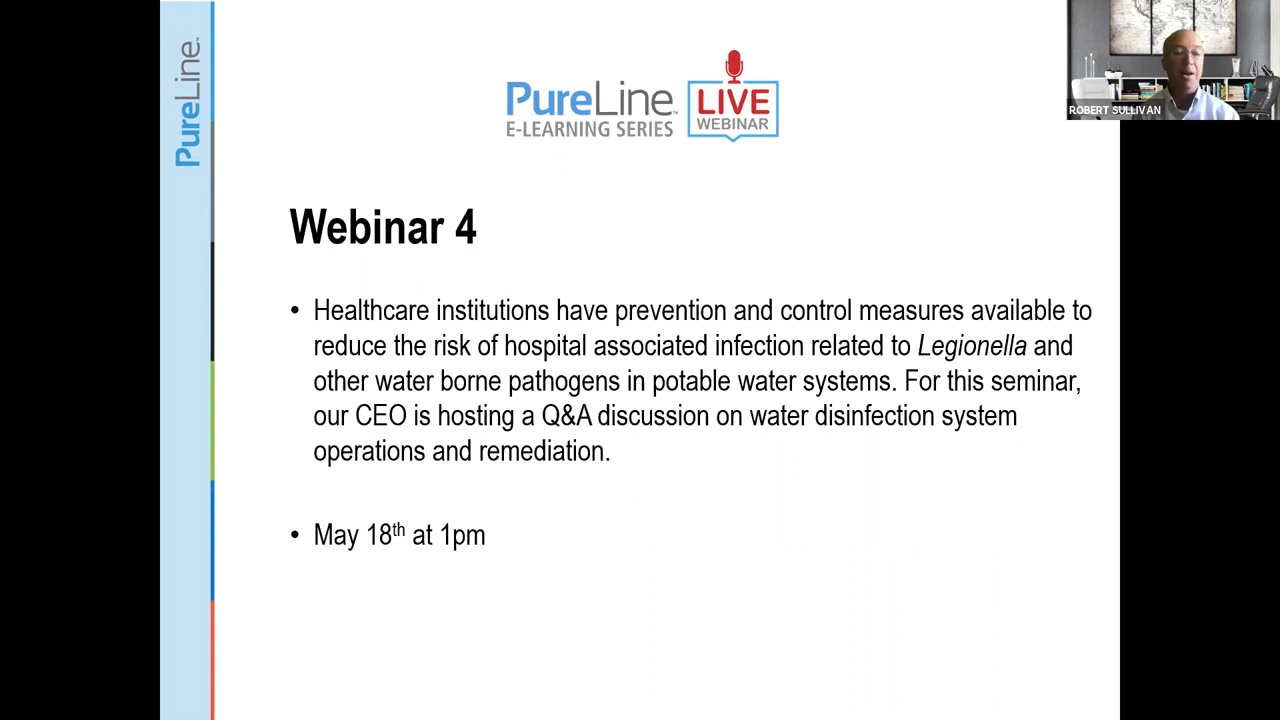 PureLine
PureLine™
E-LEARNING SERIES
LIVE
WEBINAR
ROBERT SULLIVAN
Webinar 4
• Healthcare institutions have prevention and control measures available to
reduce the risk of hospital associated infection related to Legionella and
other water borne pathogens in potable water systems. For this seminar,
our CEO is hosting a Q&A discussion on water disinfection system
operations and remediation.
• May 18th at 1pm